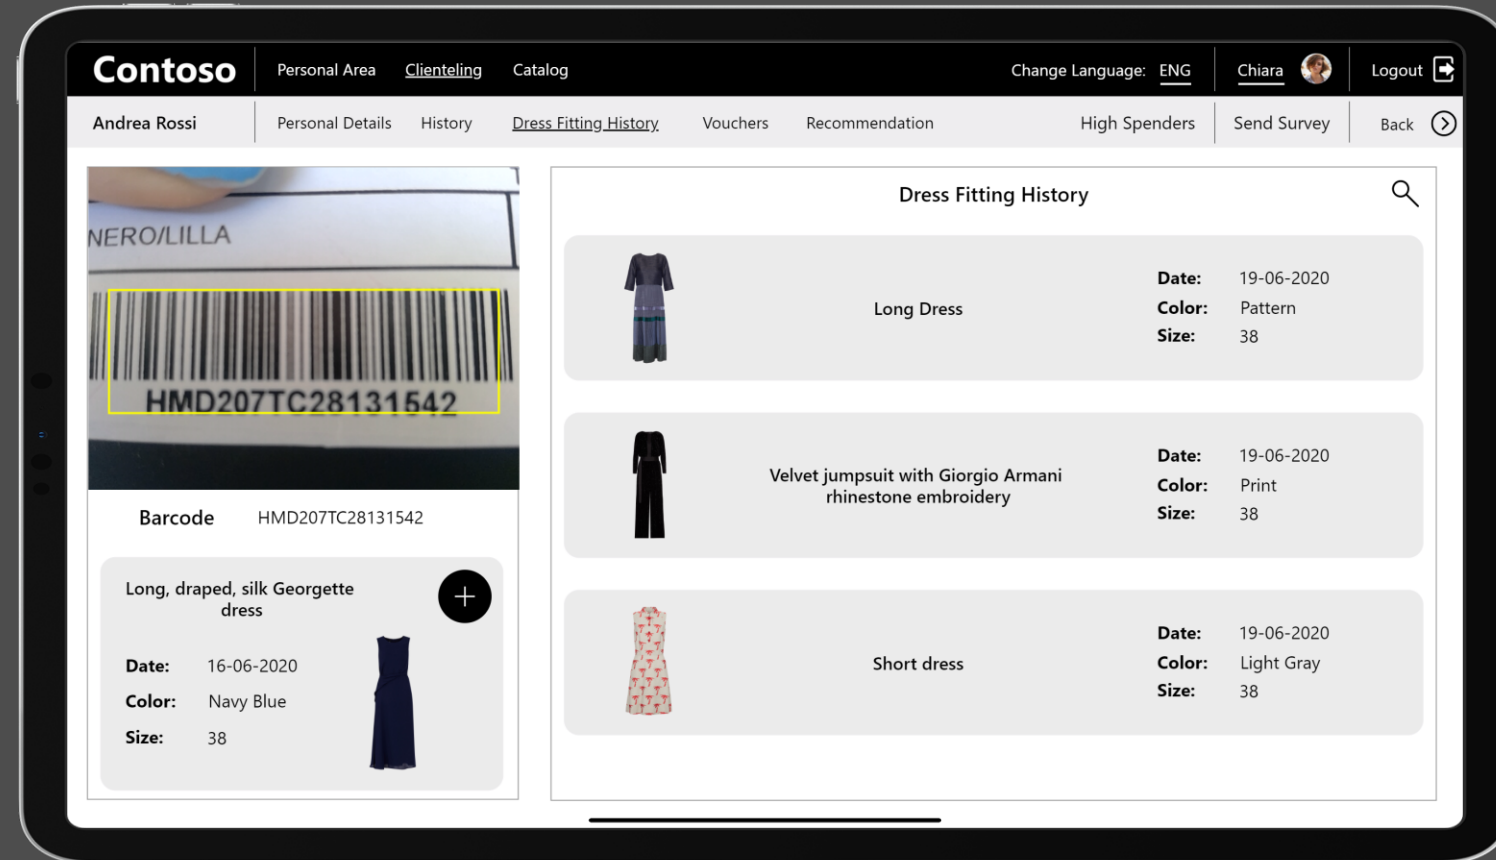 Contoso
Personal Area
Clienteling
Catalog
Change Language: ENG
Chiara
Logout
Andrea Rossi
Personal Details
History
Dress Fitting History
Vouchers
Recommendation
High Spenders
Send Survey
Back
NERO/LILLA
HMD207TC28131542
Barcode HMD207TC28131542
Long, draped, silk Georgette
dress
Date: 16-06-2020
Color: Navy Blue
Size: 38
Dress Fitting History
Long Dress
Date: 19-06-2020
Color: Pattern
Size: 38
Velvet jumpsuit with Giorgio Armani
rhinestone embroidery
Date: 19-06-2020
Color: Print
Size: 38
Short dress
Date: 19-06-2020
Color: Light Gray
Size: 38